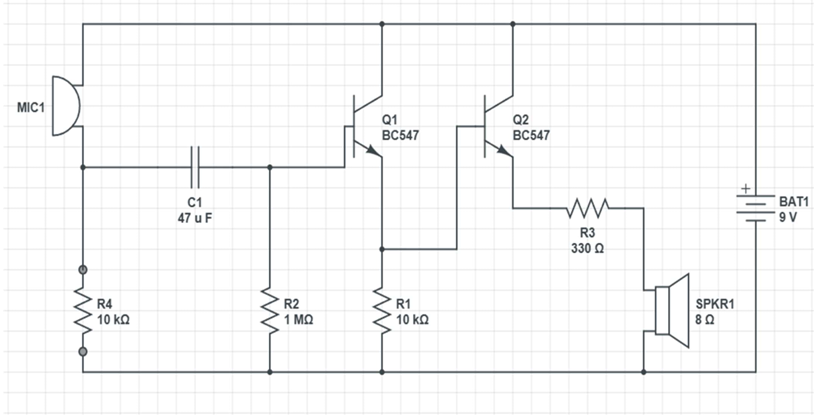 MIC1
Q1
BC547
Q2
BC547
C1
47 u F
+
BAT1
9 V
R3
330 Ω
R4
10 kΩ
R2
1 MΩ
R1
10 kΩ
SPKR1
8 Ω